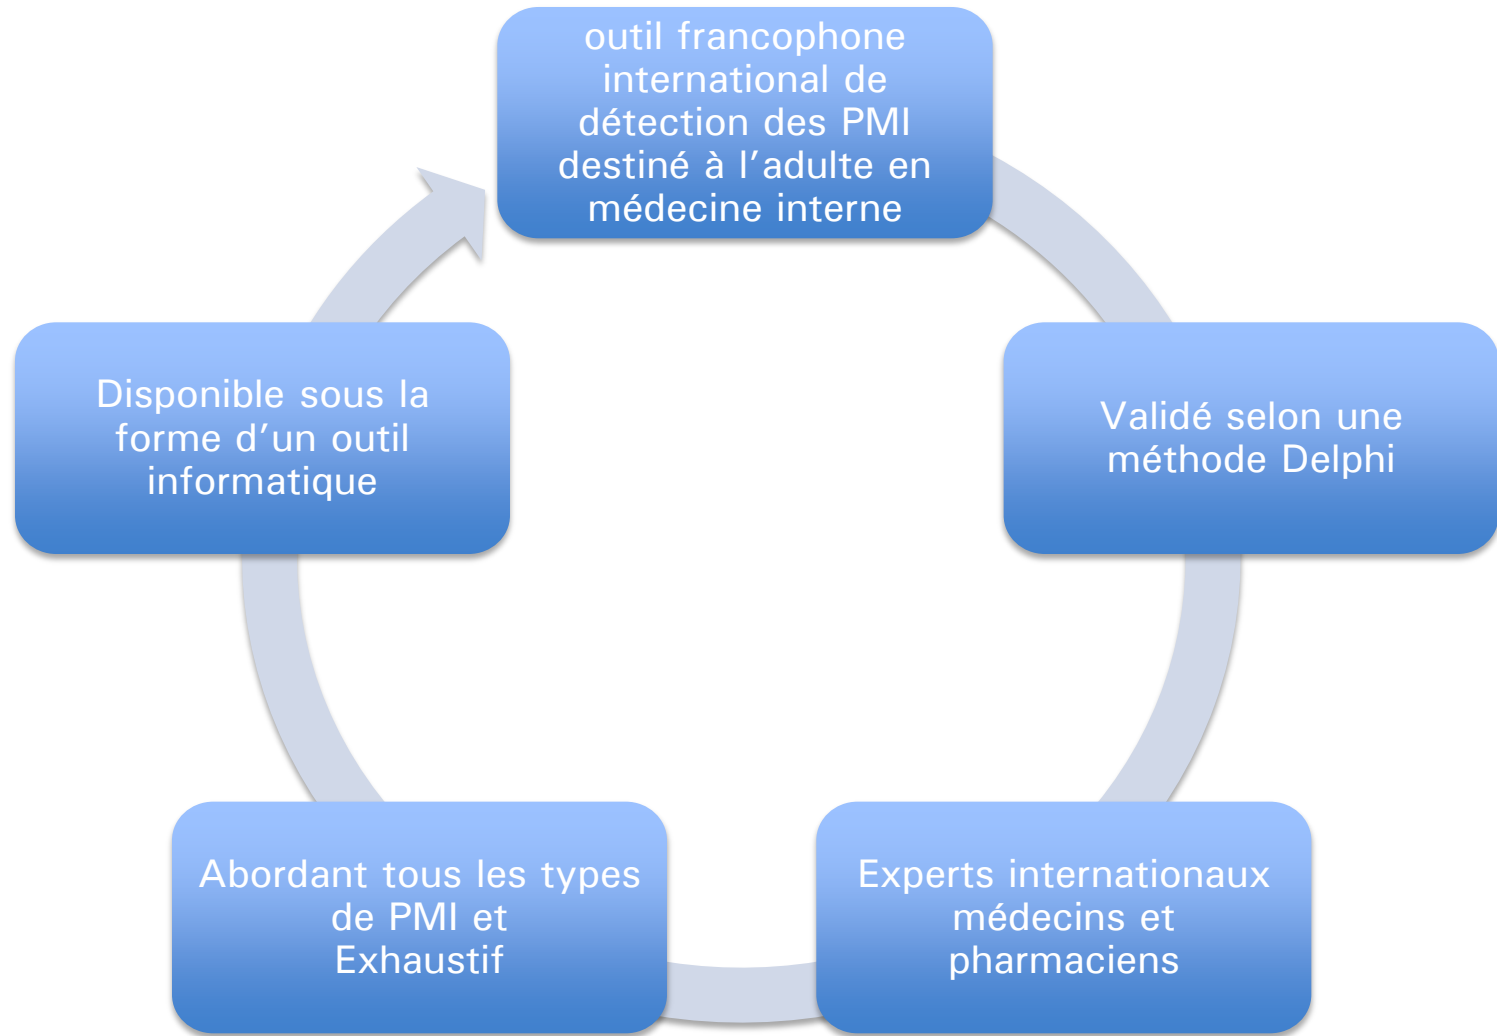 outil francophone
international de
détection des PMI
destiné à l’adulte en
médecine interne
Validé selon une
méthode Delphi
Experts internationaux
médecins et
pharmaciens
Abordant tous les types
de PMI et
Exhaustif
Disponible sous la
forme d’un outil
informatique